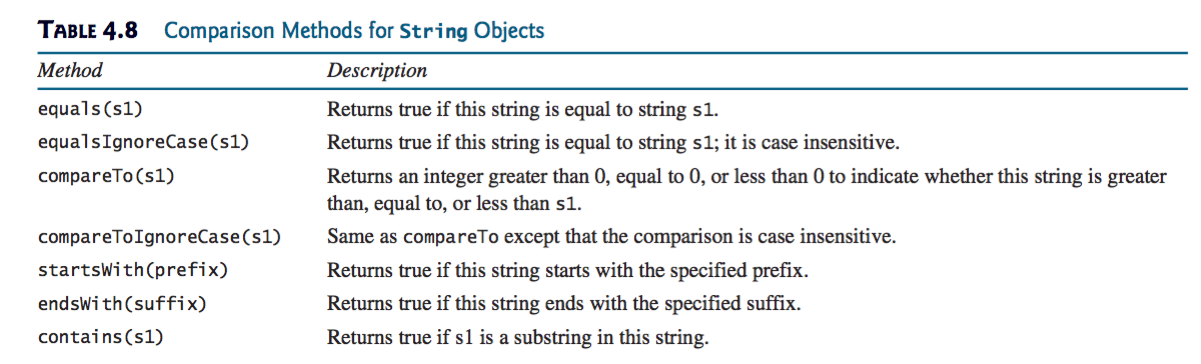 TABLE 4.8 Comparison Methods for String Objects
Method Description
equals(s1) Returns true if this string is equal to string s1.
equalsIgnoreCase(s1) Returns true if this string is equal to string s1; it is case insensitive.
compareTo(s1) Returns an integer greater than 0, equal to 0, or less than 0 to indicate whether this string is greater
than, equal to, or less than s1.
compareToIgnoreCase(s1) Same as compareTo except that the comparison is case insensitive.
startsWith(prefix) Returns true if this string starts with the specified prefix.
endsWith(suffix) Returns true if this string ends with the specified suffix.
contains(s1) Returns true if s1 is a substring in this string.